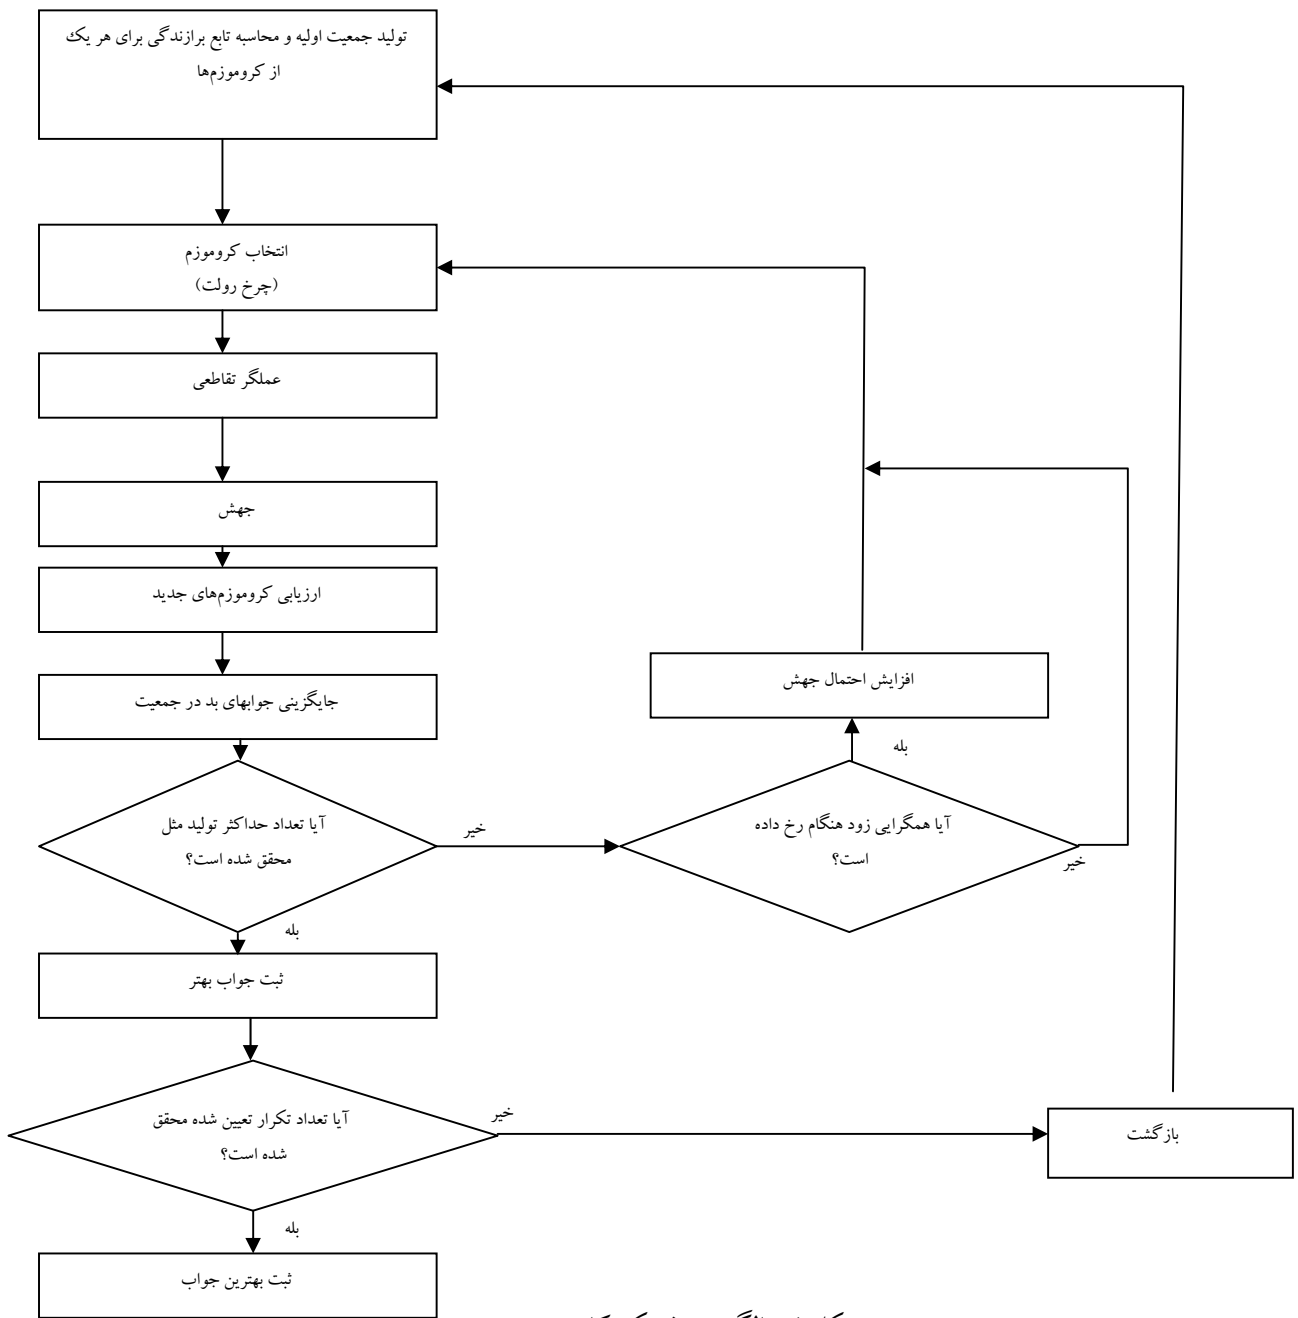 تولید جمعیت اولیه و محاسبه تابع برازندگی برای هر یک
از کروموزم‌ها
انتخاب کروموزم
(چرخ رولت)
عملگر تقاطعی
جهش
ارزیابی کروموزم‌های جدید
جایگزینی جوابهای بد در جمعیت
افزایش احتمال جهش
بله
آیا تعداد حداکثر تولید مثل
محقق شده است؟
خیر
آیا همگرایی زود هنگام رخ داده
است؟
خیر
بله
ثبت جواب بهتر
آیا تعداد تکرار تعیین شده محقق
شده است؟
خیر
بازگشت
بله
ثبت بهترین جواب